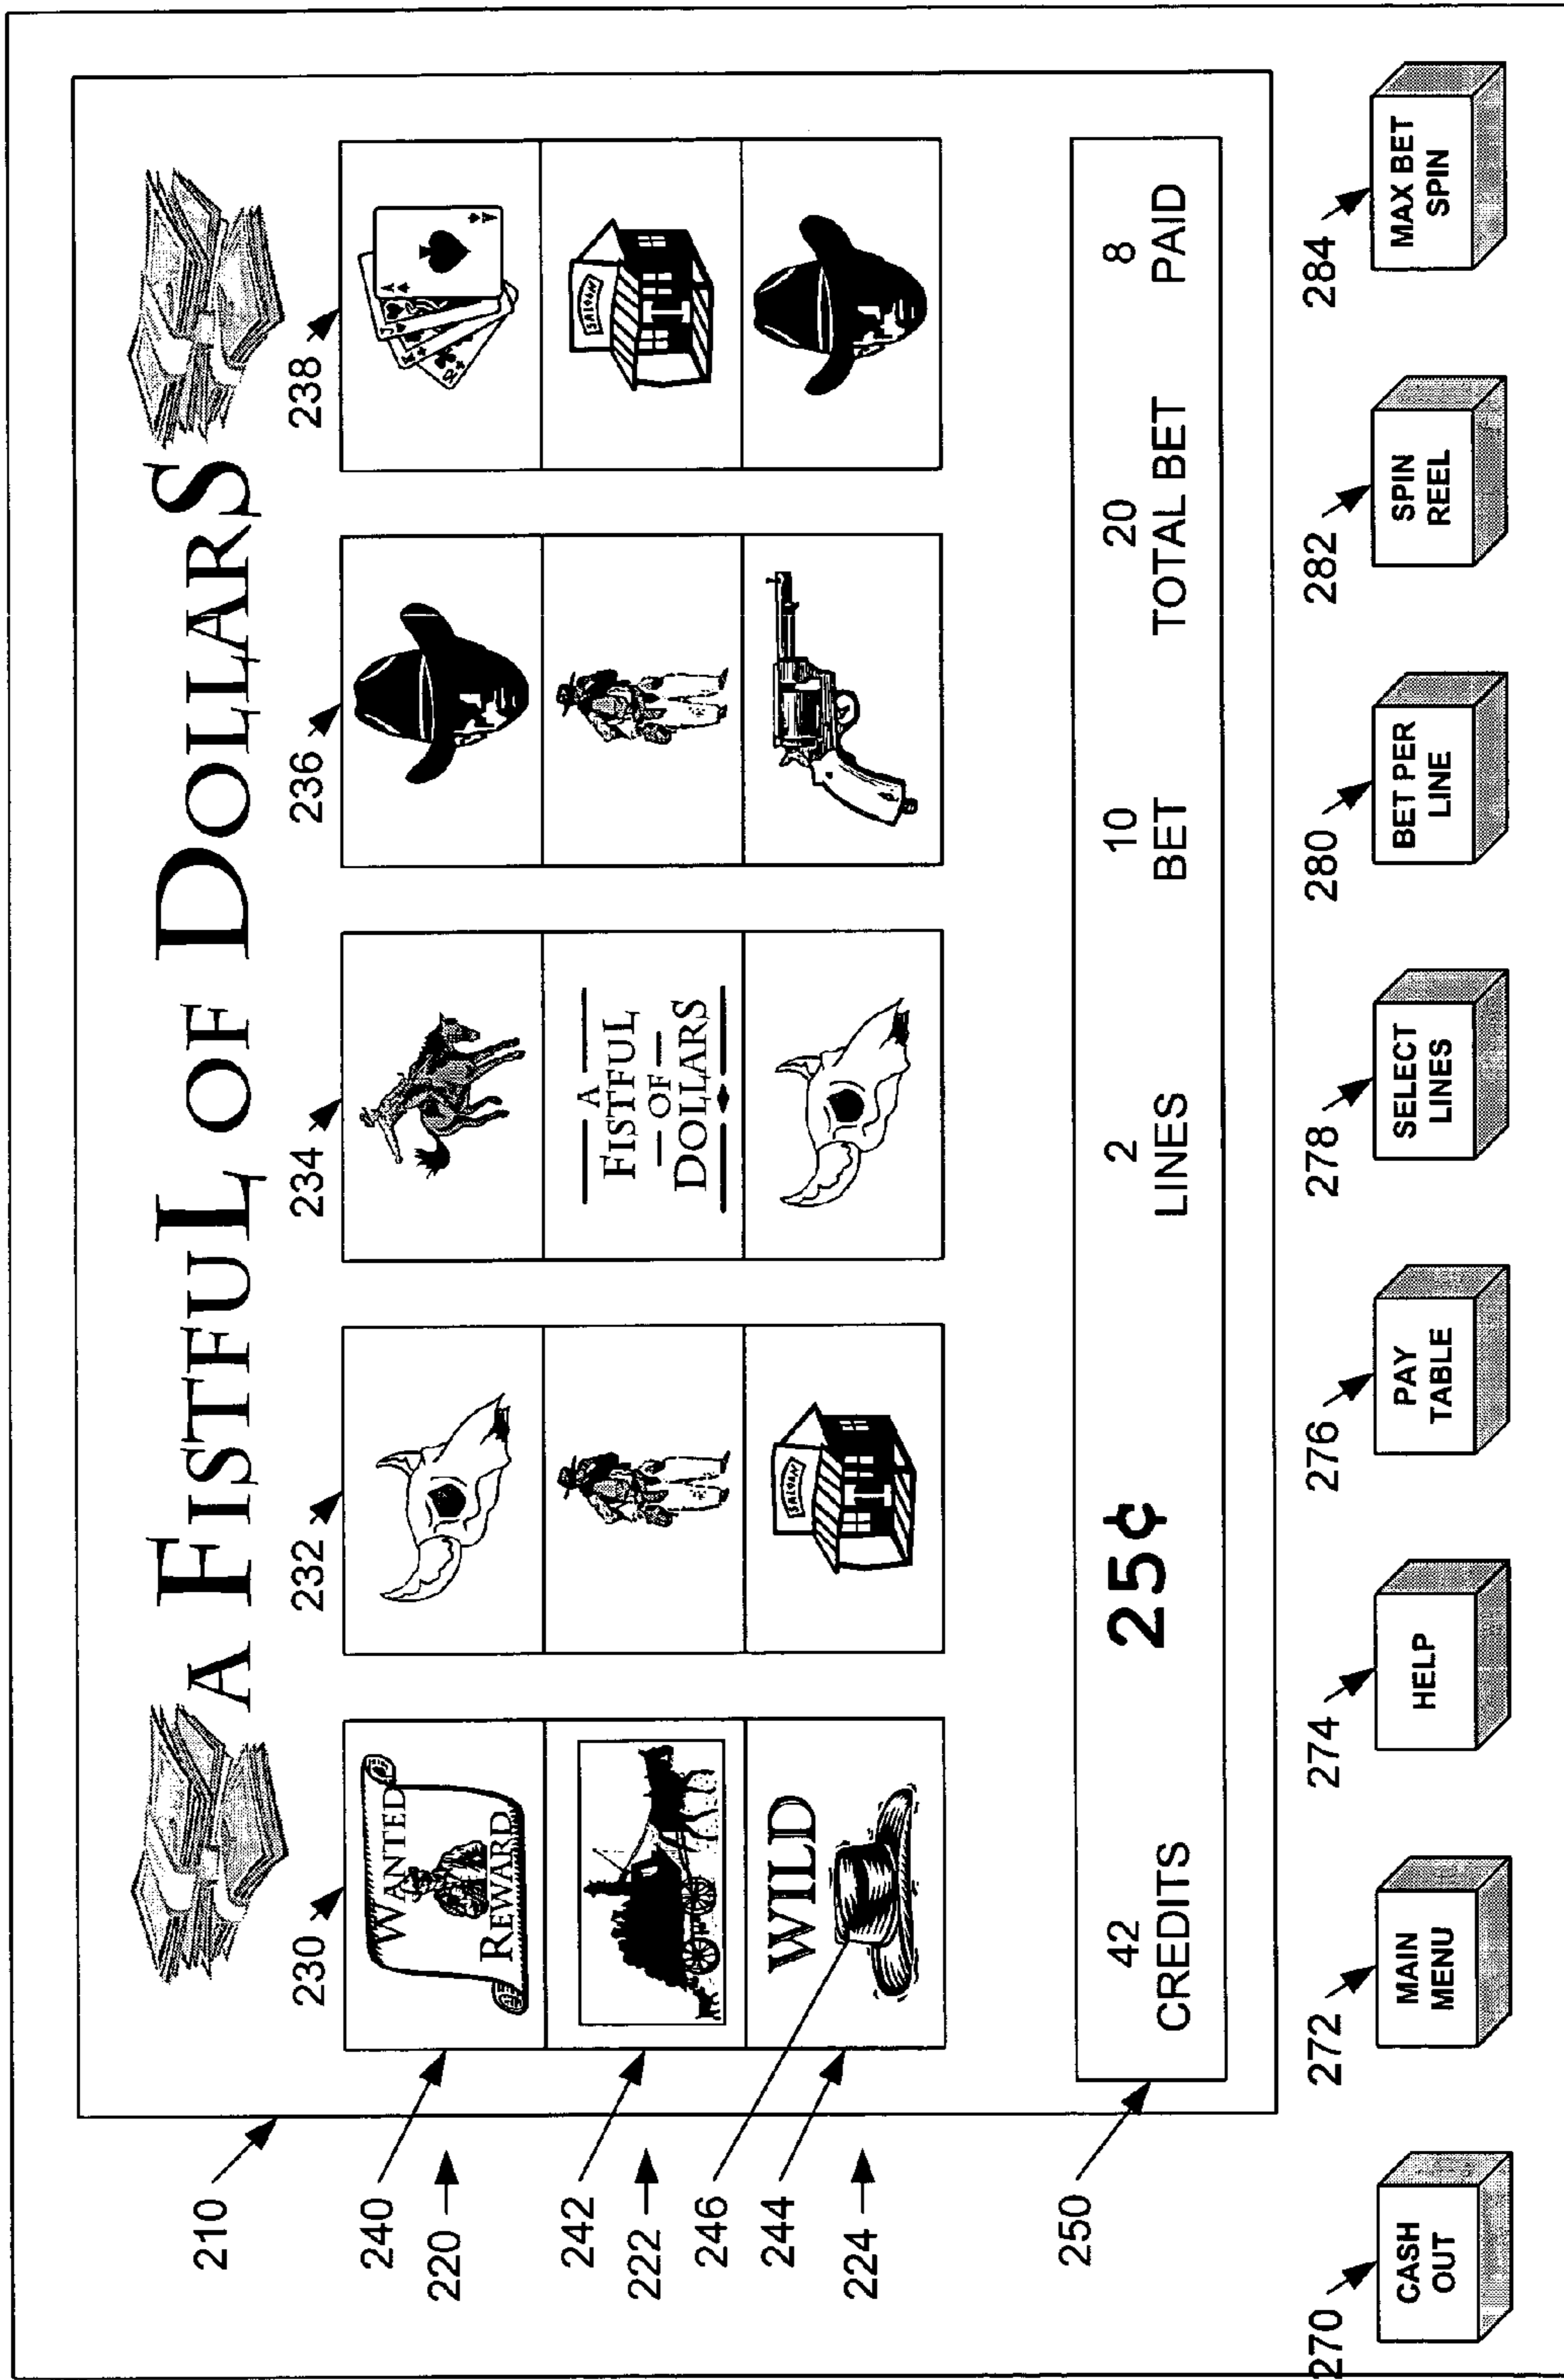 A FISTFUL OF DOLLARS
230
232
234
236
238
210
240
220
242
222
246
244
224
250
WANTED
REWARD
WILD
SALOON
A
FISTFUL
OF
DOLLARS
A
A
SALOON
42
CREDITS
25¢
2
LINES
10
BET
20
TOTAL BET
8
PAID
270
CASH
OUT
272
MAIN
MENU
274
HELP
276
PAY
TABLE
278
SELECT
LINES
280
BET PER
LINE
282
SPIN
REEL
284
MAX BET
SPIN